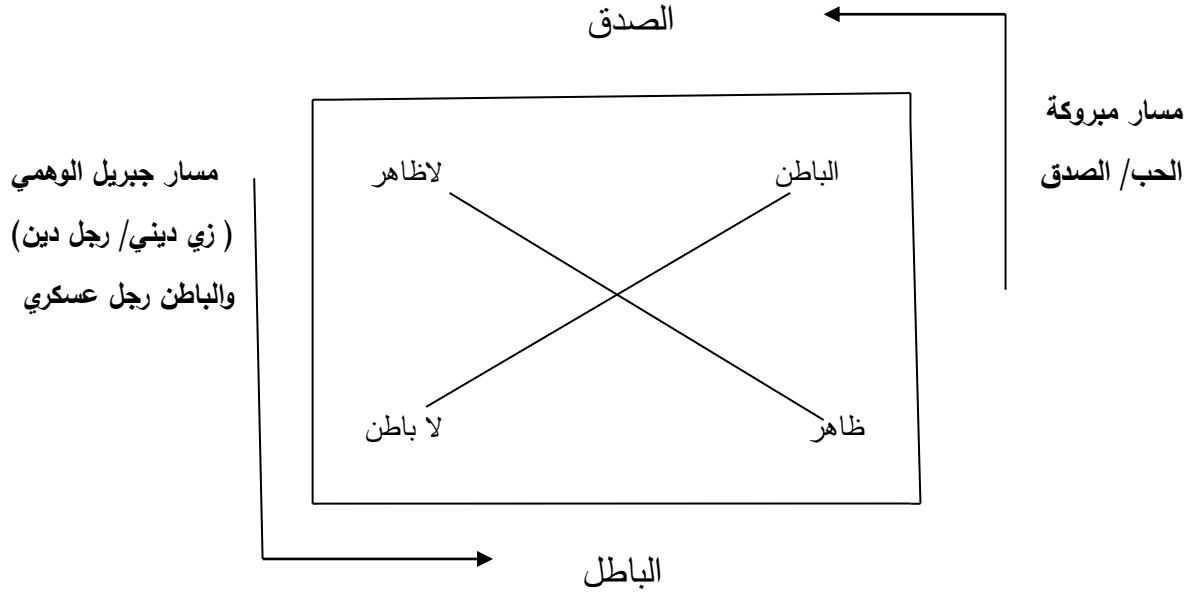 الصدق
مسار مبروكة
الحب/ الصدق
الباطن
لاظاهر
مسار جبريل الوهمي
( زي ديني/ رجل دين)
والباطن رجل عسكري
ظاهر
لا باطن
الباطل